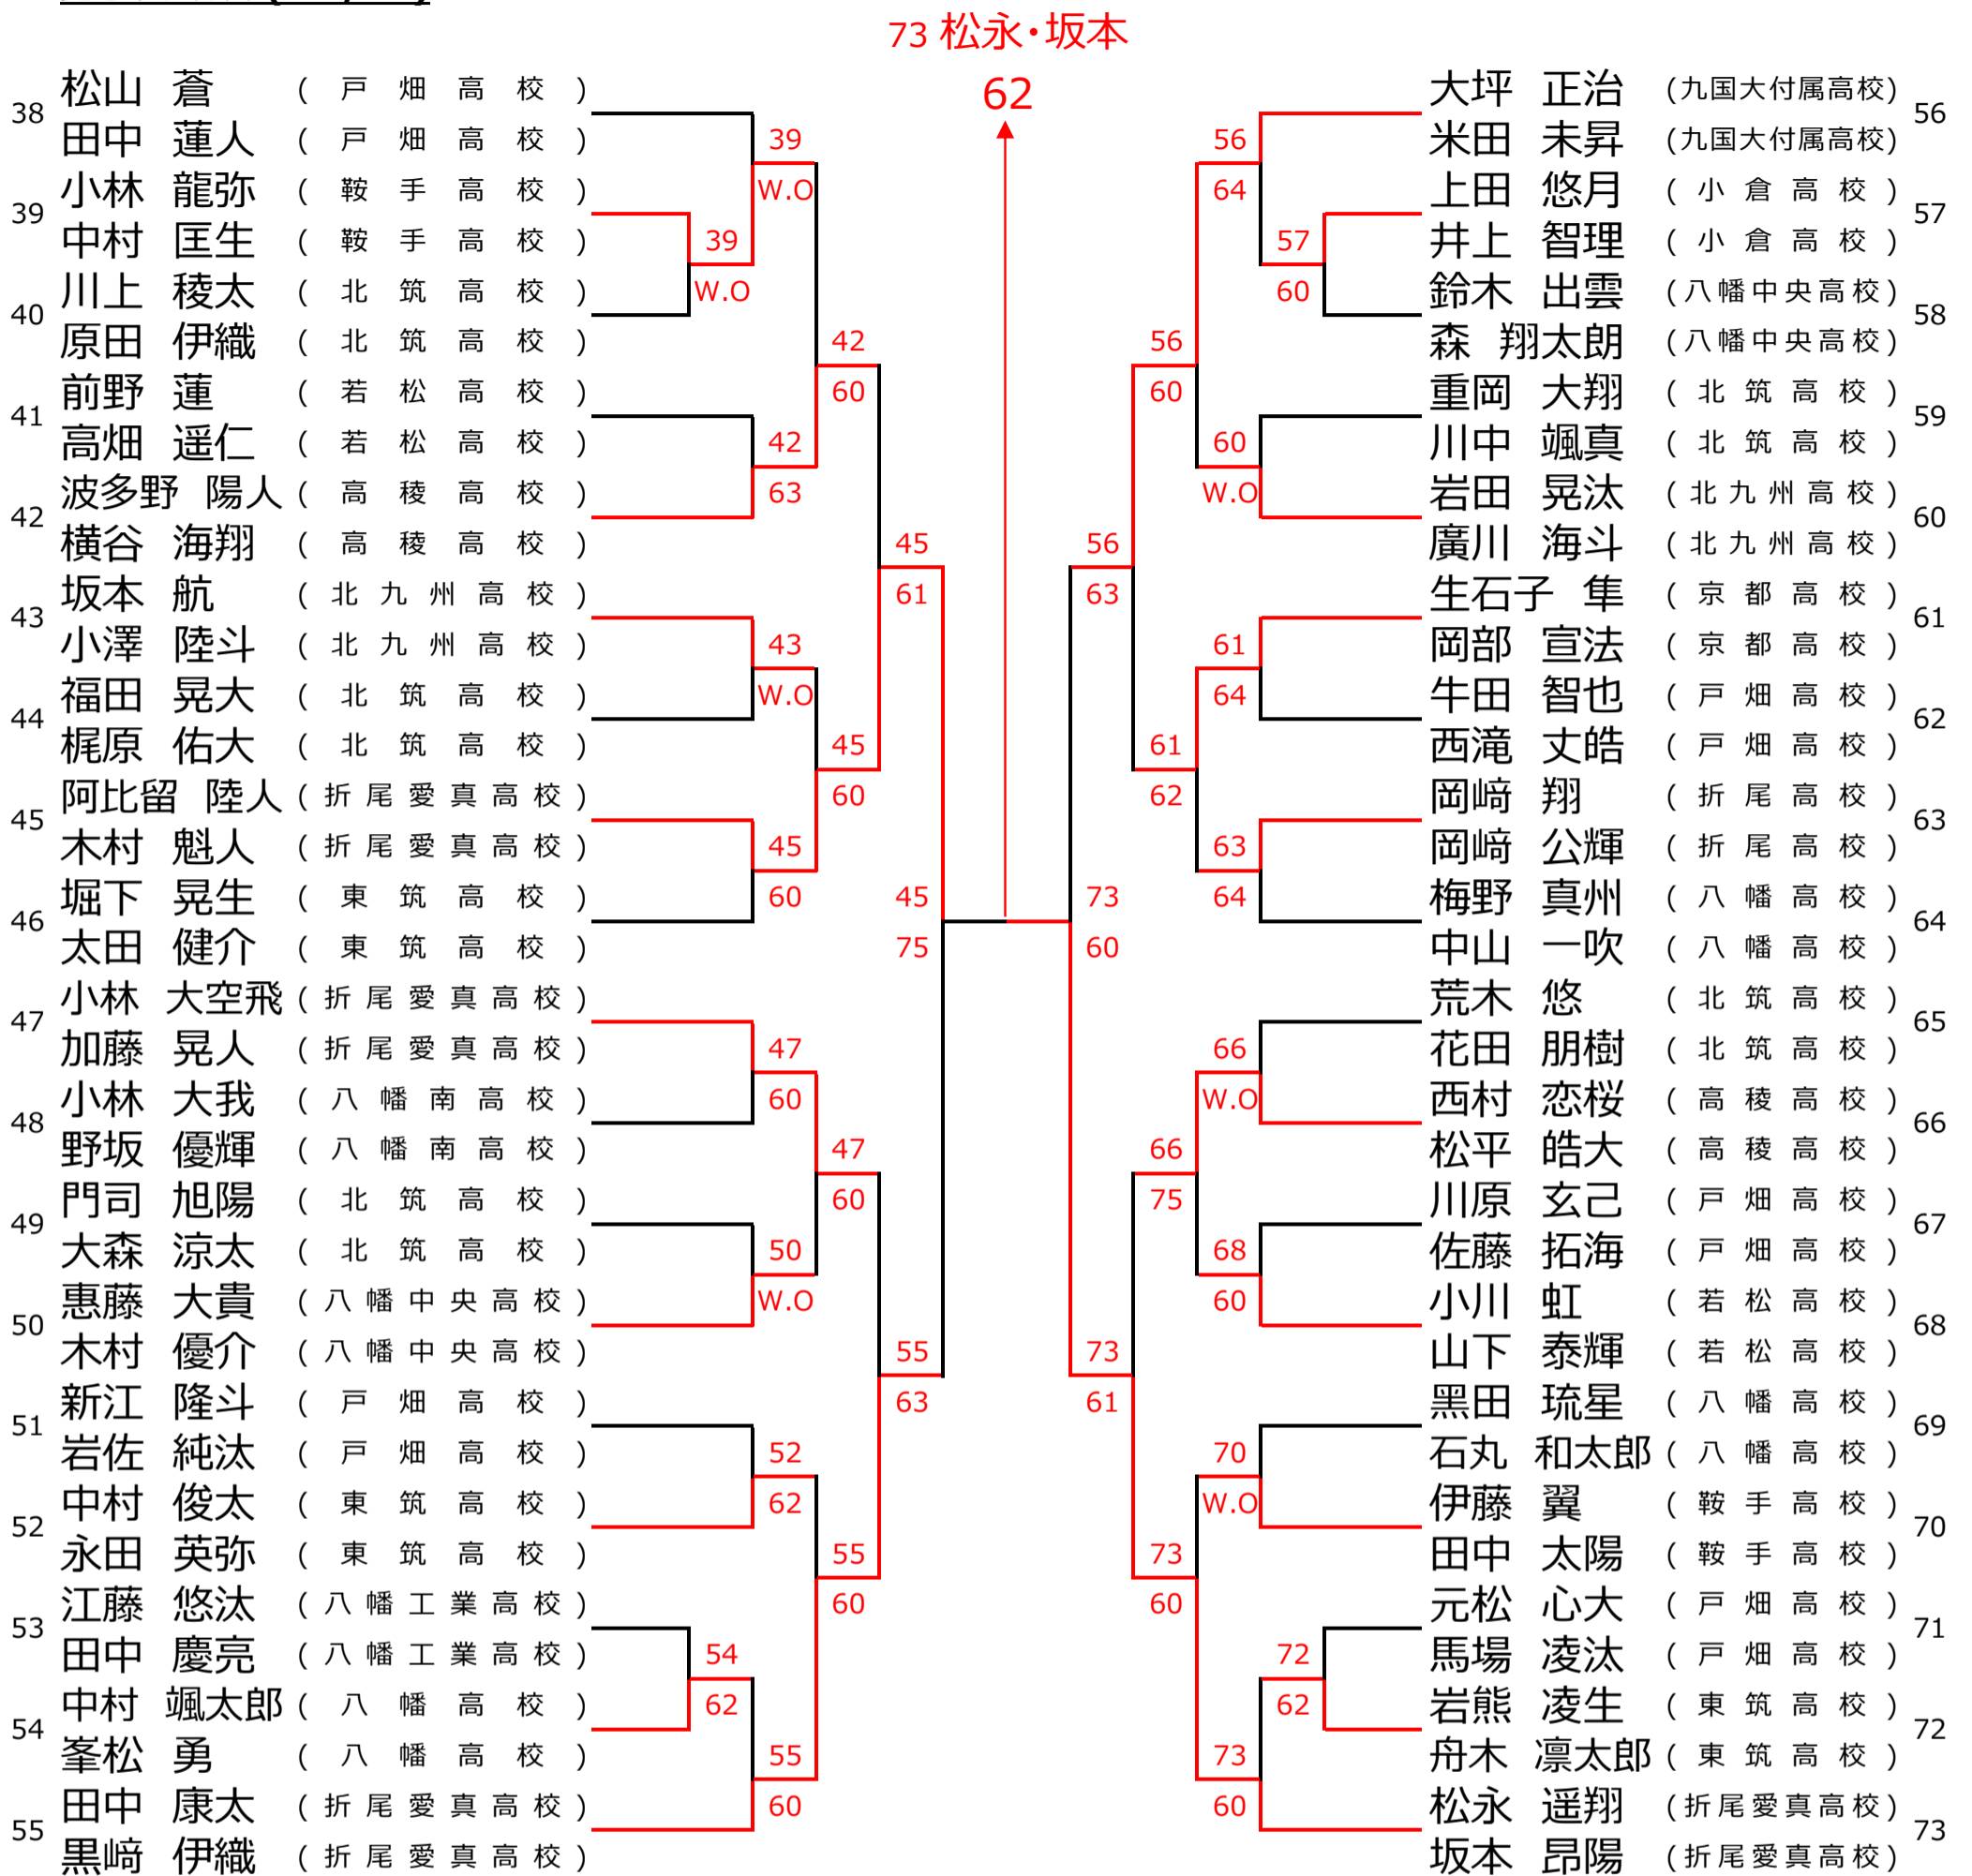 73 松永・坂本
62
38 松山 蒼 (戸畑高校)
田中 蓮人 (戸畑高校)
39 小林 龍弥 (鞍手高校)
中村 匡生 (鞍手高校)
40 川上 稜太 (北筑高校)
原田 伊織 (北筑高校)
41 前野 蓮 (若松高校)
高畑 遥仁 (若松高校)
42 波多野 陽人 (高稜高校)
横谷 海翔 (高稜高校)
43 坂本 航 (北九州高校)
小澤 陸斗 (北九州高校)
44 福田 晃大 (北筑高校)
梶原 佑大 (北筑高校)
45 阿比留 陸人 (折尾愛真高校)
木村 魁人 (折尾愛真高校)
46 堀下 晃生 (東筑高校)
太田 健介 (東筑高校)
47 小林 大空飛 (折尾愛真高校)
加藤 晃人 (折尾愛真高校)
48 小林 大我 (八幡南高校)
野坂 優輝 (八幡南高校)
49 門司 旭陽 (北筑高校)
大森 涼太 (北筑高校)
50 惠藤 大貴 (八幡中央高校)
木村 優介 (八幡中央高校)
51 新江 隆斗 (戸畑高校)
岩佐 純汰 (戸畑高校)
52 中村 俊太 (東筑高校)
永田 英弥 (東筑高校)
53 江藤 悠汰 (八幡工業高校)
田中 慶亮 (八幡工業高校)
54 中村 颯太郎 (八幡高校)
峯松 勇 (八幡高校)
55 田中 康太 (折尾愛真高校)
黒﨑 伊織 (折尾愛真高校)
39
W.O
39
W.O
42
60
42
63
45
61
43
W.O
45
60
45
60
45
75
47
60
47
60
50
W.O
55
63
52
62
55
60
54
62
55
60
56
64
57
60
56
60
60
W.O
56
63
61
64
61
62
63
64
73
60
66
W.O
66
75
68
60
73
61
70
W.O
73
60
72
62
73
60
大坪 正治 (九国大付属高校) 56
米田 未昇 (九国大付属高校)
上田 悠月 (小倉高校) 57
井上 智理 (小倉高校)
鈴木 出雲 (八幡中央高校) 58
森 翔太朗 (八幡中央高校)
重岡 大翔 (北筑高校) 59
川中 颯真 (北筑高校)
岩田 晃汰 (北九州高校) 60
廣川 海斗 (北九州高校)
生石子 隼 (京都高校) 61
岡部 宣法 (京都高校)
牛田 智也 (戸畑高校) 62
西滝 丈皓 (戸畑高校)
岡﨑 翔 (折尾高校) 63
岡﨑 公輝 (折尾高校)
梅野 真州 (八幡高校) 64
中山 一吹 (八幡高校)
荒木 悠 (北筑高校) 65
花田 朋樹 (北筑高校)
西村 恋桜 (高稜高校) 66
松平 皓大 (高稜高校)
川原 玄己 (戸畑高校) 67
佐藤 拓海 (戸畑高校)
小川 虹 (若松高校) 68
山下 泰輝 (若松高校)
黑田 琉星 (八幡高校) 69
石丸 和太郎 (八幡高校)
伊藤 翼 (鞍手高校) 70
田中 太陽 (鞍手高校)
元松 心大 (戸畑高校) 71
馬場 凌汰 (戸畑高校)
岩熊 凌生 (東筑高校) 72
舟木 凛太郎 (東筑高校)
松永 遥翔 (折尾愛真高校) 73
坂本 昂陽 (折尾愛真高校)